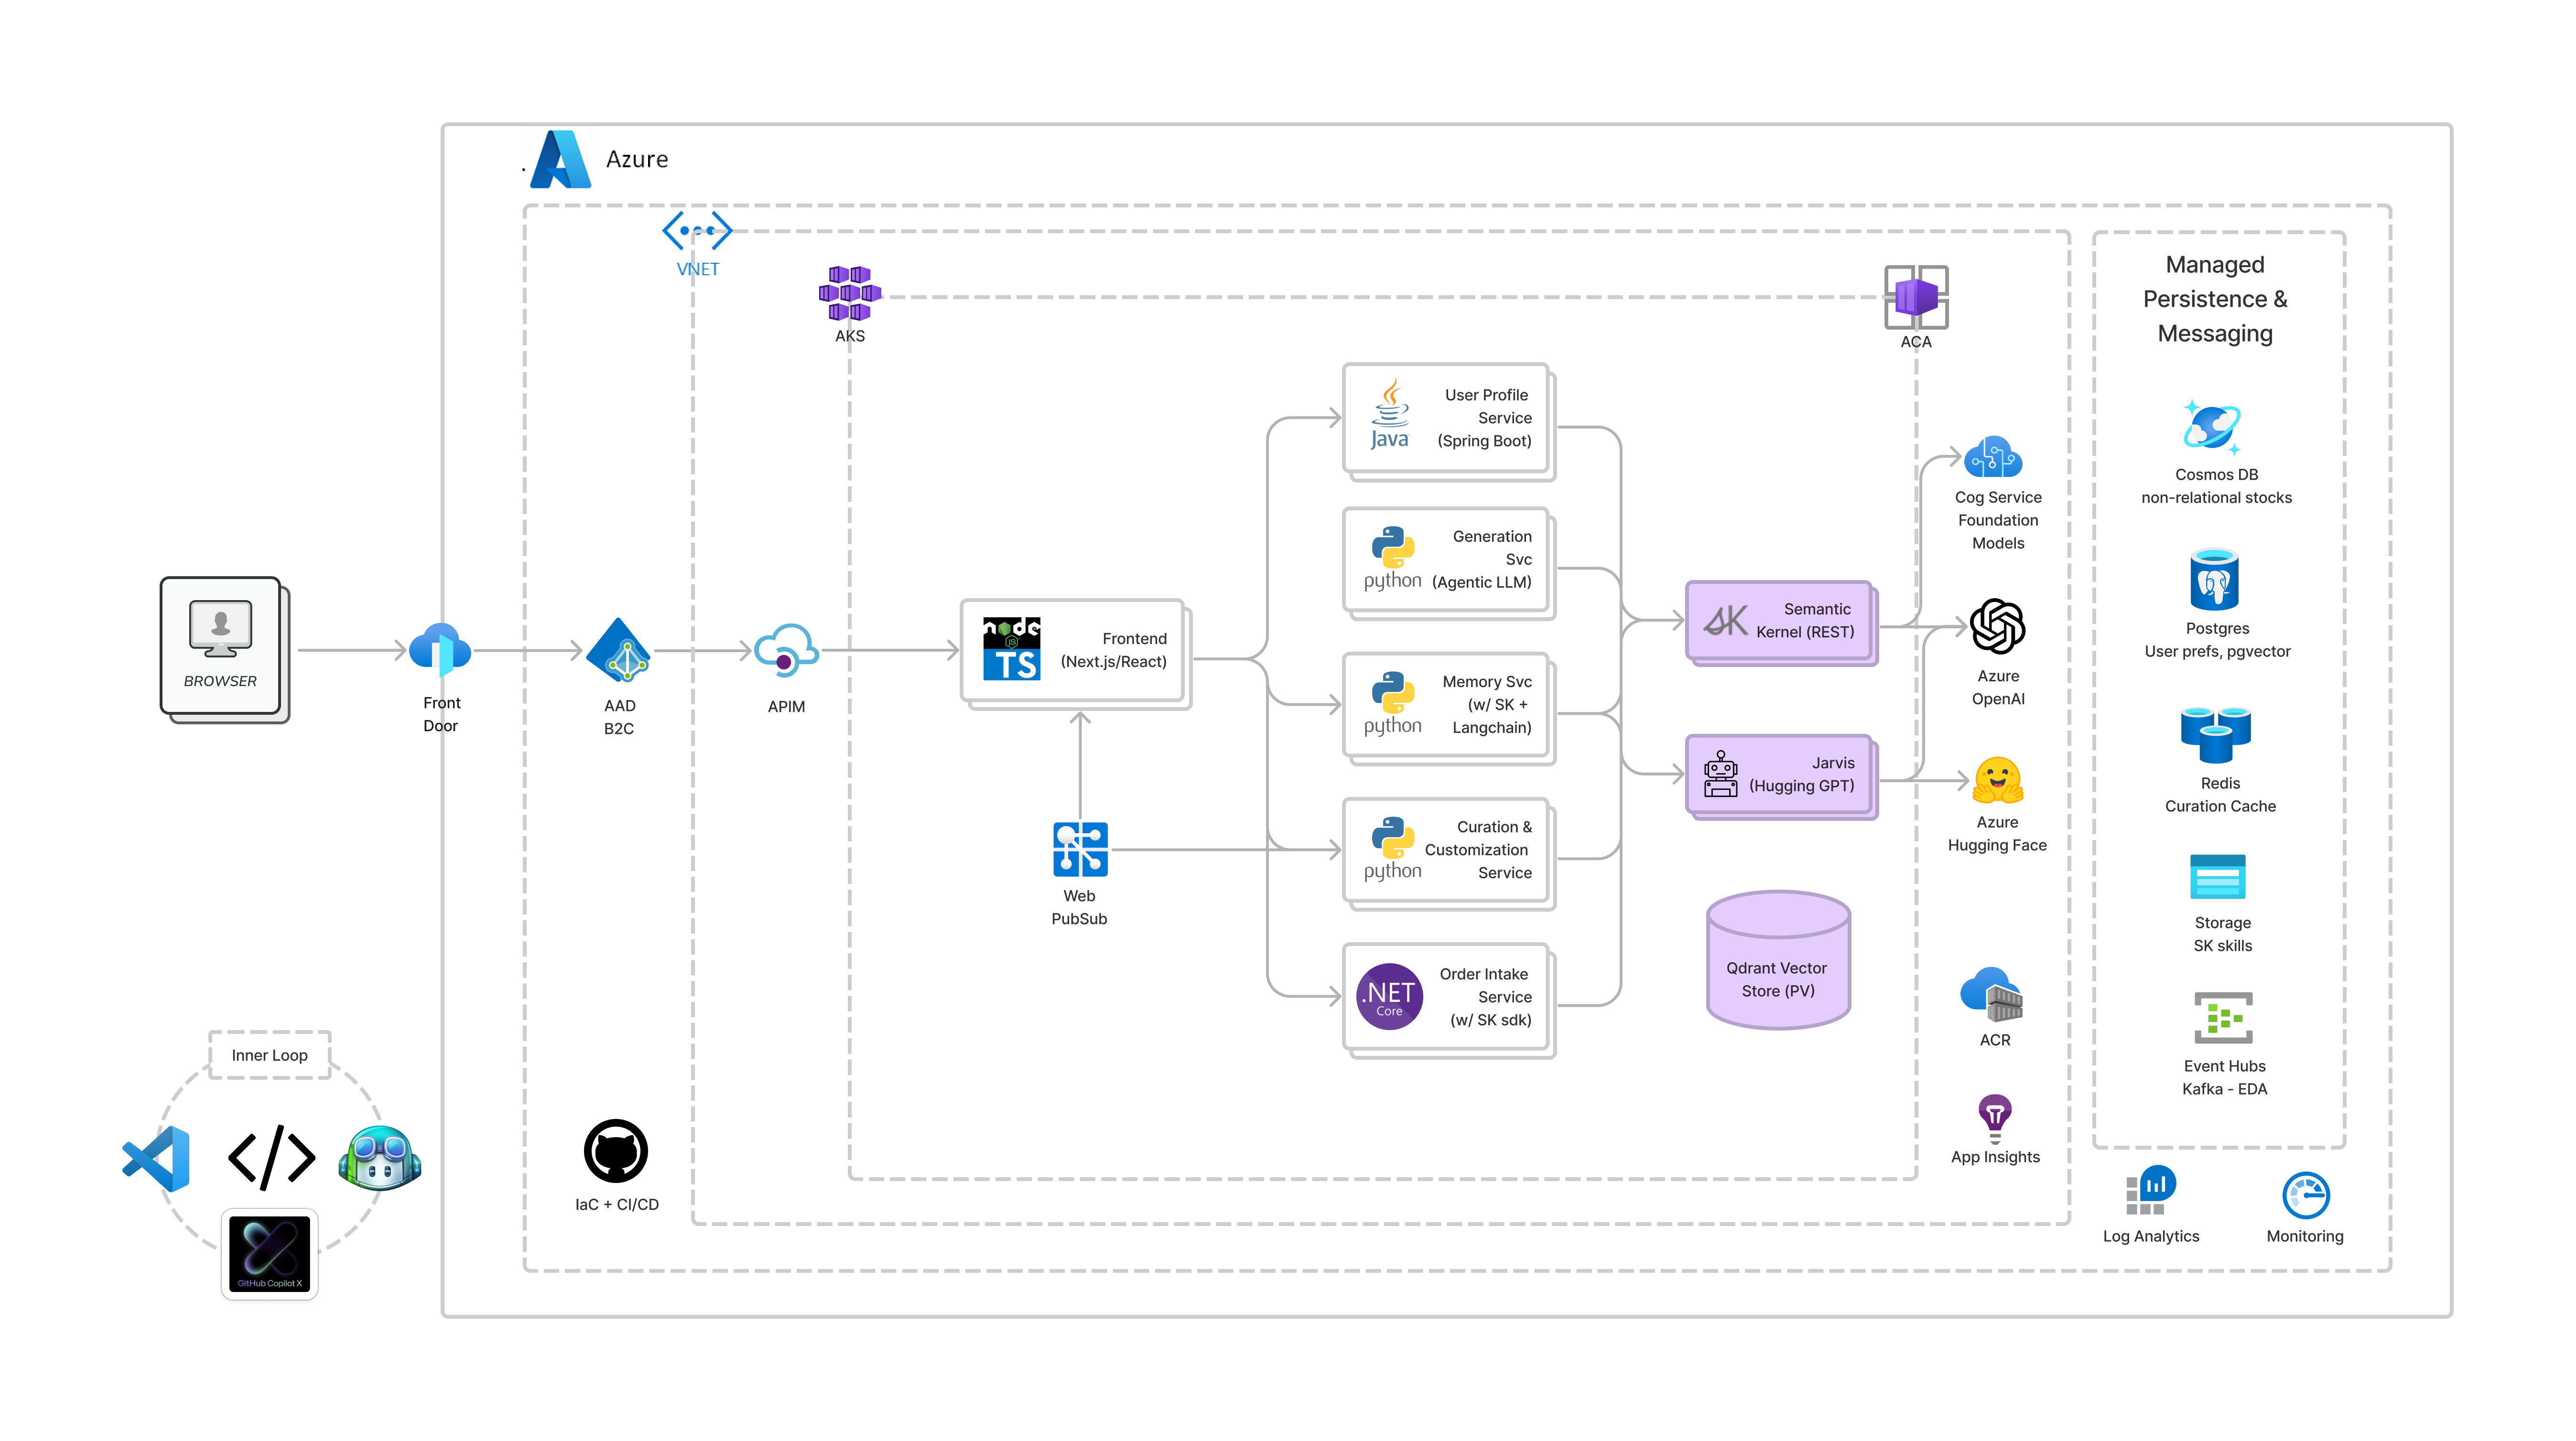 Azure
VNET
AKS
ACA
Managed
Persistence &
Messaging
BROWSER
Front
Door
AAD
B2C
APIM
node
JS
TS
Frontend
(Next.js/React)
Web
PubSub
Java
User Profile
Service
(Spring Boot)
python
Generation
Svc
(Agentic LLM)
python
Memory Svc
(w/ SK +
Langchain)
python
Curation &
Customization
Service
.NET
Core
Order Intake
Service
(w/ SK sdk)
SK
Semantic
Kernel (REST)
Jarvis
(Hugging GPT)
Qdrant Vector
Store (PV)
Cog Service
Foundation
Models
Azure
OpenAI
Azure
Hugging Face
ACR
App Insights
Cosmos DB
non-relational stocks
Postgres
User prefs, pgvector
Redis
Curation Cache
Storage
SK skills
Event Hubs
Kafka - EDA
Log Analytics
Monitoring
Inner Loop
</>
GitHub Copilot X
IaC + CI/CD